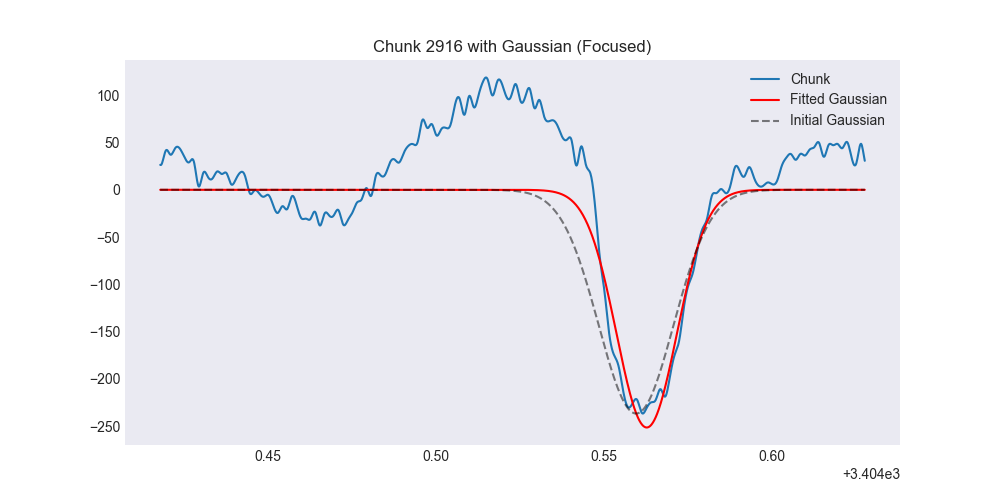 Chunk 2916 with Gaussian (Focused)
Chunk
Fitted Gaussian
Initial Gaussian
100
50
0
−50
−100
−150
−200
−250
0.45 0.50 0.55 0.60
+3.404e3